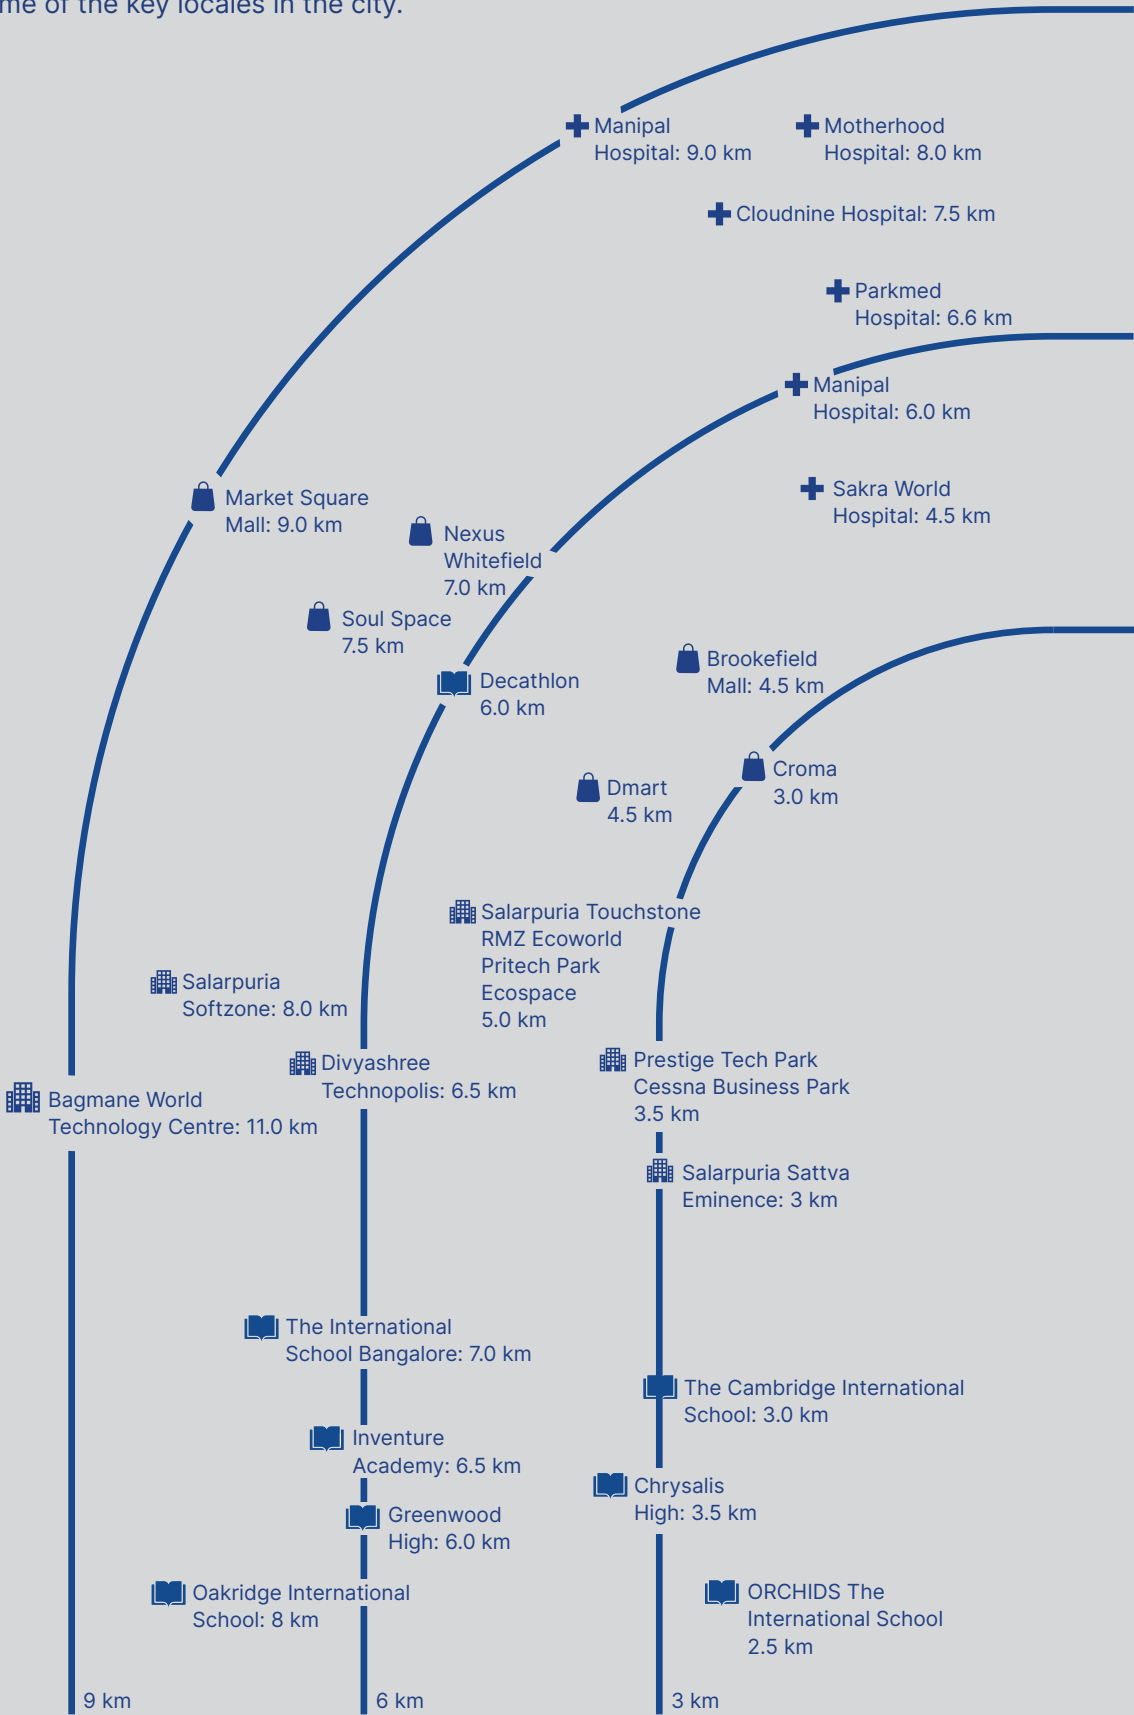 me of the key locales in the city.
Manipal
Hospital: 9.0 km
Motherhood
Hospital: 8.0 km
Cloudnine Hospital: 7.5 km
Parkmed
Hospital: 6.6 km
Manipal
Hospital: 6.0 km
Sakra World
Hospital: 4.5 km
Market Square
Mall: 9.0 km
Nexus
Whitefield
7.0 km
Soul Space
7.5 km
Decathlon
6.0 km
Brookefield
Mall: 4.5 km
Croma
3.0 km
Dmart
4.5 km
Salarpuria Touchstone
RMZ Ecoworld
Pritech Park
Ecospace
5.0 km
Salarpuria
Softzone: 8.0 km
Divyashree
Technopolis: 6.5 km
Prestige Tech Park
Cessna Business Park
3.5 km
Bagmane World
Technology Centre: 11.0 km
Salarpuria Sattva
Eminence: 3 km
The International
School Bangalore: 7.0 km
The Cambridge International
School: 3.0 km
Inventure
Academy: 6.5 km
Chrysalis
High: 3.5 km
Greenwood
High: 6.0 km
Oakridge International
School: 8 km
ORCHIDS The
International School
2.5 km
9 km
6 km
3 km